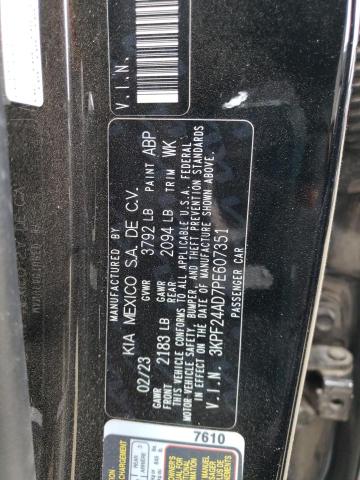 MANUFACTURED BY
KIA MEXICO S.A. DE C.V.
02/23 GVWR 3792 LB PAINT ABP
GAWR FRONT 2183 LB GAWR REAR 2094 LB TRIM WK
THIS VEHICLE CONFORMS TO ALL APPLICABLE U.S.A. FEDERAL
MOTOR VEHICLE SAFETY, BUMPER, AND THEFT PREVENTION STANDARDS
IN EFFECT ON THE DATE OF MANUFACTURE SHOWN ABOVE.
V.I.N. 3KPF24AD7PE607351
PASSENGER CAR
V.I.N.
7610
CHARGEMENT